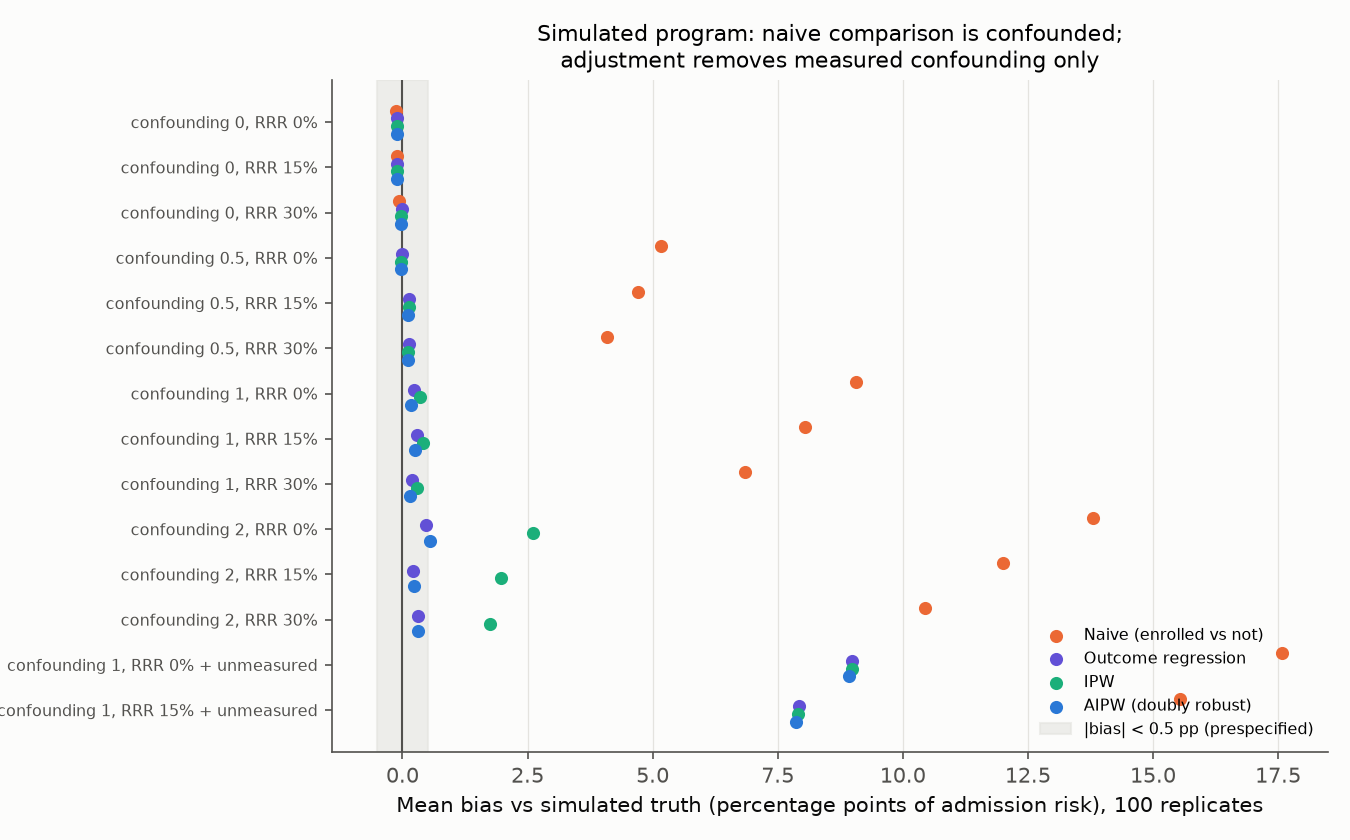 Simulated program: naive comparison is confounded;
adjustment removes measured confounding only
confounding 0, RRR 0%
confounding 0, RRR 15%
confounding 0, RRR 30%
confounding 0.5, RRR 0%
confounding 0.5, RRR 15%
confounding 0.5, RRR 30%
confounding 1, RRR 0%
confounding 1, RRR 15%
confounding 1, RRR 30%
confounding 2, RRR 0%
confounding 2, RRR 15%
confounding 2, RRR 30%
confounding 1, RRR 0% + unmeasured
confounding 1, RRR 15% + unmeasured
Naive (enrolled vs not)
Outcome regression
IPW
AIPW (doubly robust)
|bias| < 0.5 pp (prespecified)
0.0 2.5 5.0 7.5 10.0 12.5 15.0 17.5
Mean bias vs simulated truth (percentage points of admission risk), 100 replicates